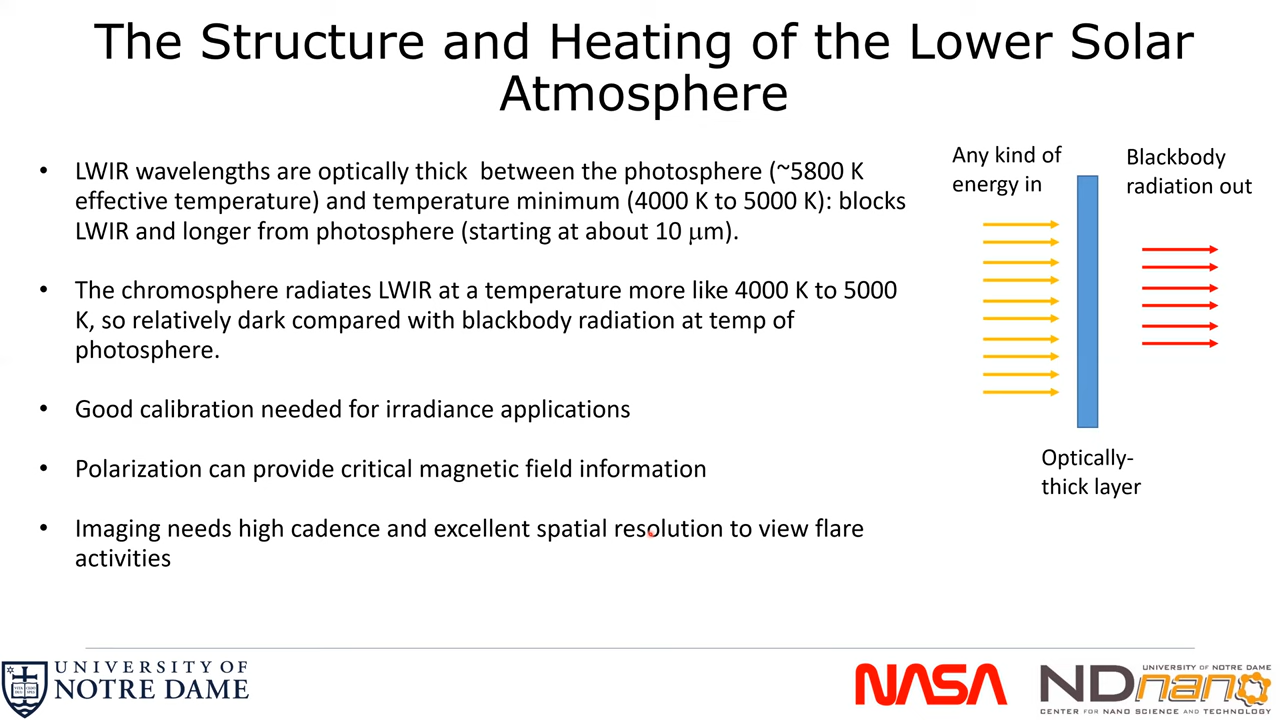 The Structure and Heating of the Lower Solar
Atmosphere
• LWIR wavelengths are optically thick between the photosphere (~5800 K
effective temperature) and temperature minimum (4000 K to 5000 K): blocks
LWIR and longer from photosphere (starting at about 10 μm).
• The chromosphere radiates LWIR at a temperature more like 4000 K to 5000
K, so relatively dark compared with blackbody radiation at temp of
photosphere.
• Good calibration needed for irradiance applications
• Polarization can provide critical magnetic field information
• Imaging needs high cadence and excellent spatial resolution to view flare
activities
Any kind of
energy in
Blackbody
radiation out
Optically-
thick layer
UNIVERSITY OF
NOTRE DAME
NASA
UNIVERSITY OF NOTRE DAME
NDnano
CENTER FOR NANO SCIENCE AND TECHNOLOGY